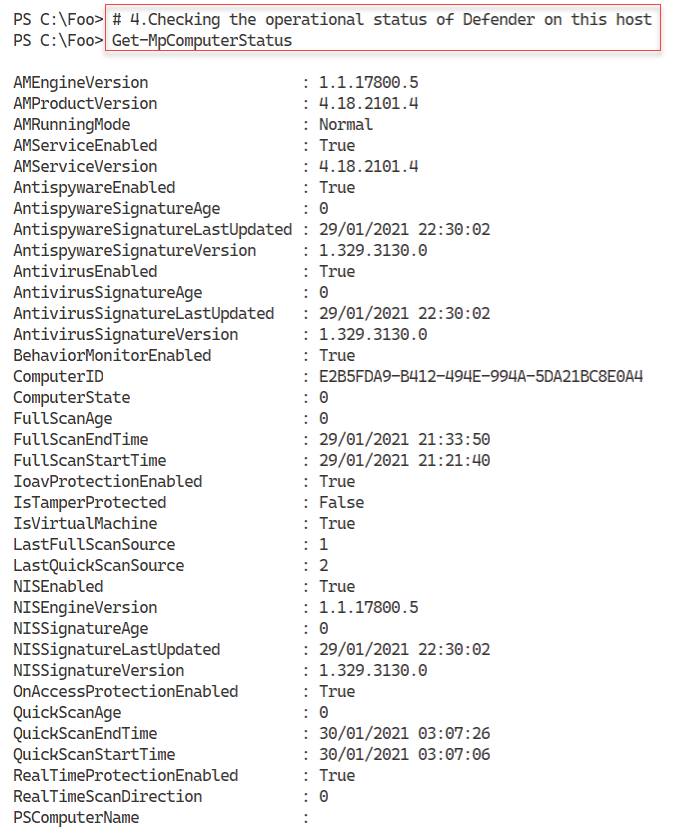 PS C:\Foo> # 4.Checking the operational status of Defender on this host
PS C:\Foo> Get-MpComputerStatus
AMEngineVersion : 1.1.17800.5
AMProductVersion : 4.18.2101.4
AMRunningMode : Normal
AMServiceEnabled : True
AMServiceVersion : 4.18.2101.4
AntispywareEnabled : True
AntispywareSignatureAge : 0
AntispywareSignatureLastUpdated : 29/01/2021 22:30:02
AntispywareSignatureVersion : 1.329.3130.0
AntivirusEnabled : True
AntivirusSignatureAge : 0
AntivirusSignatureLastUpdated : 29/01/2021 22:30:02
AntivirusSignatureVersion : 1.329.3130.0
BehaviorMonitorEnabled : True
ComputerID : E2B5FDA9-B412-494E-994A-5DA21BC8E0A4
ComputerState : 0
FullScanAge : 0
FullScanEndTime : 29/01/2021 21:33:50
FullScanStartTime : 29/01/2021 21:21:40
IoavProtectionEnabled : True
IsTamperProtected : False
IsVirtualMachine : True
LastFullScanSource : 1
LastQuickScanSource : 2
NISEnabled : True
NISEngineVersion : 1.1.17800.5
NISSignatureAge : 0
NISSignatureLastUpdated : 29/01/2021 22:30:02
NISSignatureVersion : 1.329.3130.0
OnAccessProtectionEnabled : True
QuickScanAge : 0
QuickScanEndTime : 30/01/2021 03:07:26
QuickScanStartTime : 30/01/2021 03:07:06
RealTimeProtectionEnabled : True
RealTimeScanDirection : 0
PSComputerName :